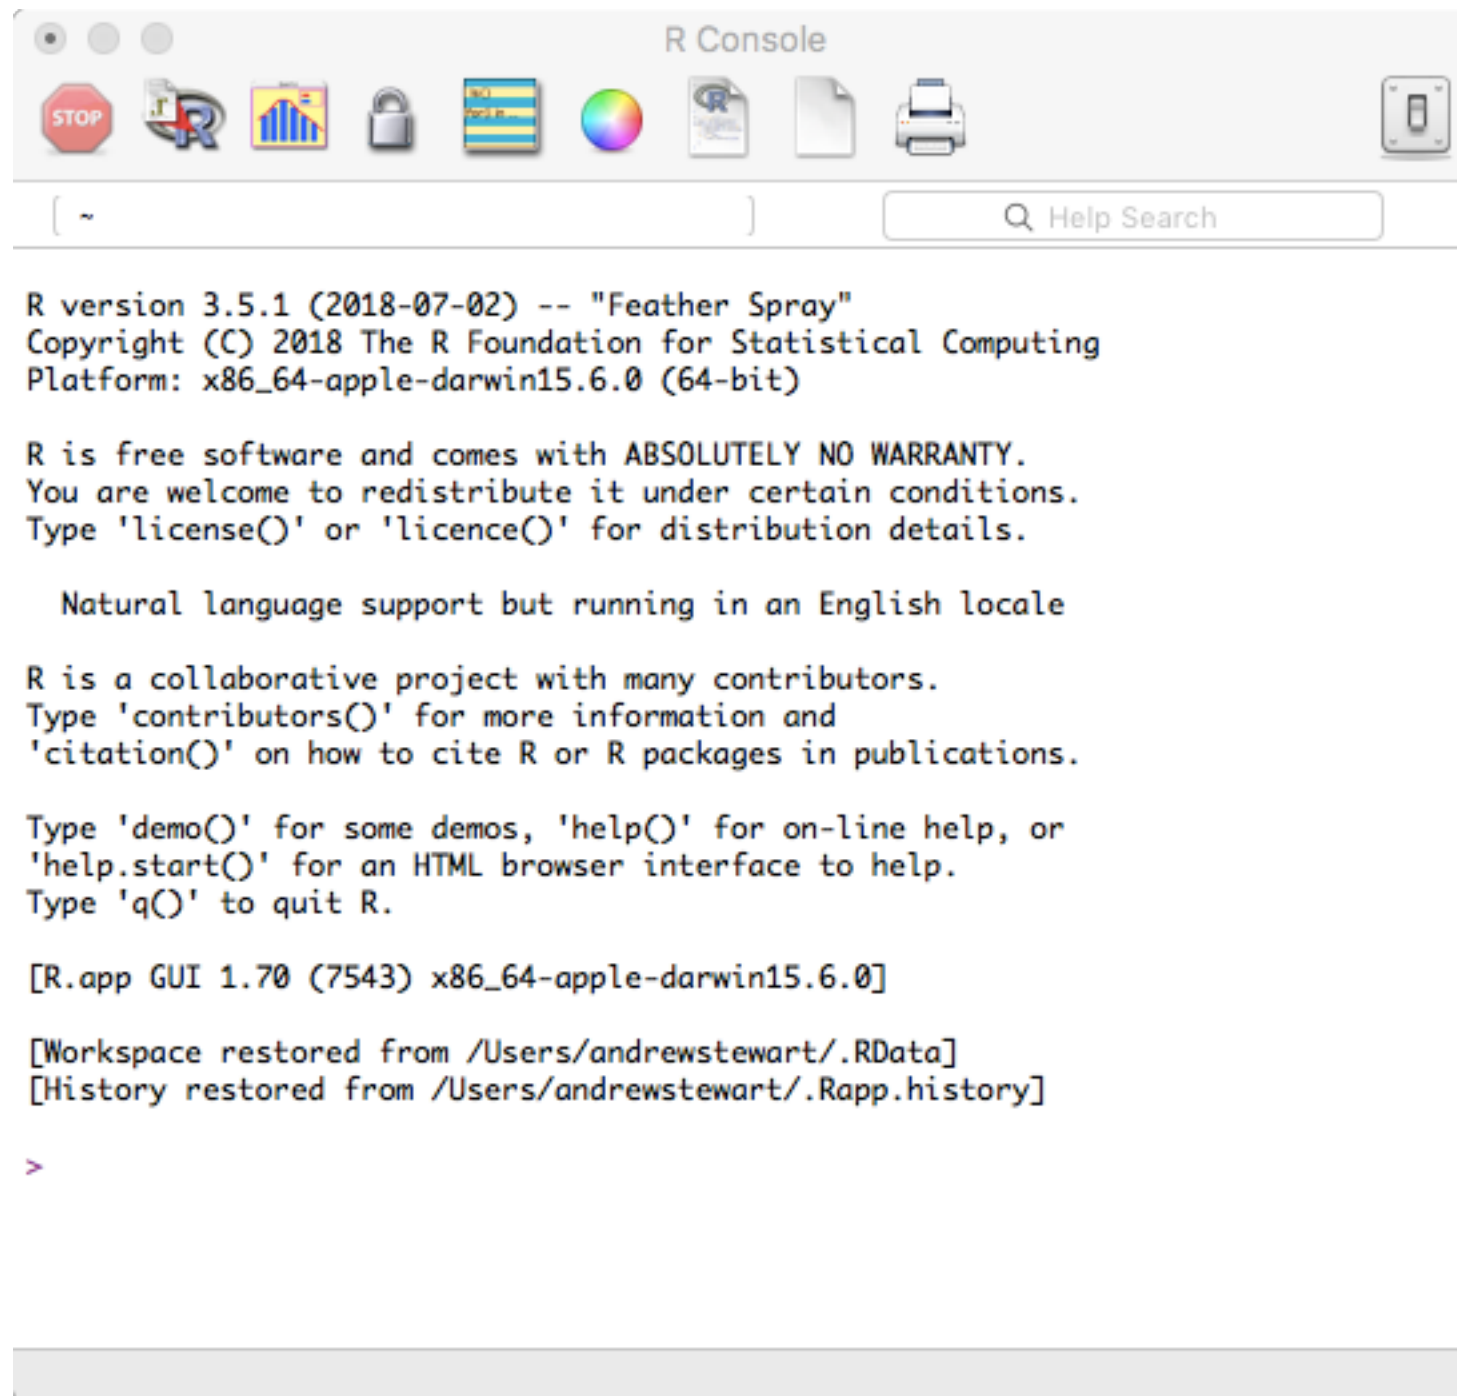 R Console
STOP
~
Help Search
R version 3.5.1 (2018-07-02) -- "Feather Spray"
Copyright (C) 2018 The R Foundation for Statistical Computing
Platform: x86_64-apple-darwin15.6.0 (64-bit)
R is free software and comes with ABSOLUTELY NO WARRANTY.
You are welcome to redistribute it under certain conditions.
Type 'license()' or 'licence()' for distribution details.
Natural language support but running in an English locale
R is a collaborative project with many contributors.
Type 'contributors()' for more information and
'citation()' on how to cite R or R packages in publications.
Type 'demo()' for some demos, 'help()' for on-line help, or
'help.start()' for an HTML browser interface to help.
Type 'q()' to quit R.
[R.app GUI 1.70 (7543) x86_64-apple-darwin15.6.0]
[Workspace restored from /Users/andrewstewart/.RData]
[History restored from /Users/andrewstewart/.Rapp.history]
>